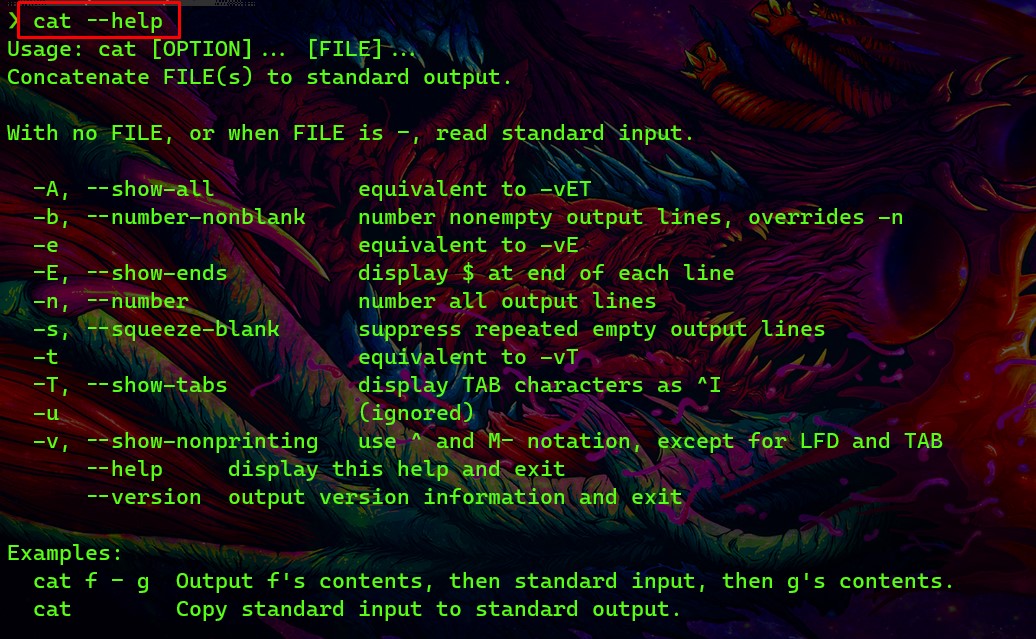 ❯ cat --help
Usage: cat [OPTION]... [FILE]...
Concatenate FILE(s) to standard output.

With no FILE, or when FILE is -, read standard input.

  -A, --show-all           equivalent to -vET
  -b, --number-nonblank    number nonempty output lines, overrides -n
  -e                       equivalent to -vE
  -E, --show-ends          display $ at end of each line
  -n, --number             number all output lines
  -s, --squeeze-blank      suppress repeated empty output lines
  -t                       equivalent to -vT
  -T, --show-tabs          display TAB characters as ^I
  -u                       (ignored)
  -v, --show-nonprinting   use ^ and M- notation, except for LFD and TAB
      --help     display this help and exit
      --version  output version information and exit

Examples:
  cat f - g  Output f's contents, then standard input, then g's contents.
  cat        Copy standard input to standard output.